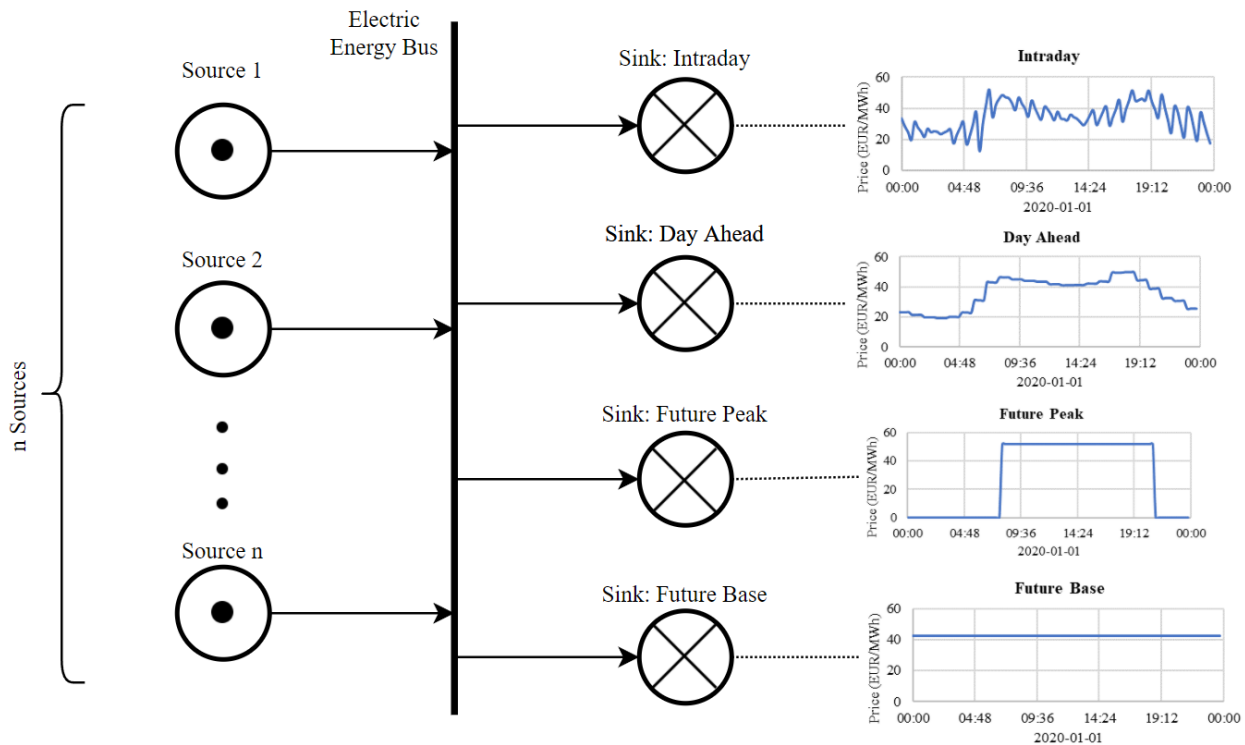 Electric
Energy Bus
Source 1
Source 2
Source n
n Sources
Sink: Intraday
Sink: Day Ahead
Sink: Future Peak
Sink: Future Base
Intraday
Price (EUR/MWh)
60
40
20
0
00:00 04:48 09:36 14:24 19:12 00:00
2020-01-01
Day Ahead
Price (EUR/MWh)
60
40
20
0
00:00 04:48 09:36 14:24 19:12 00:00
2020-01-01
Future Peak
Price (EUR/MWh)
60
40
20
0
00:00 04:48 09:36 14:24 19:12 00:00
2020-01-01
Future Base
Price (EUR/MWh)
60
40
20
0
00:00 04:48 09:36 14:24 19:12 00:00
2020-01-01